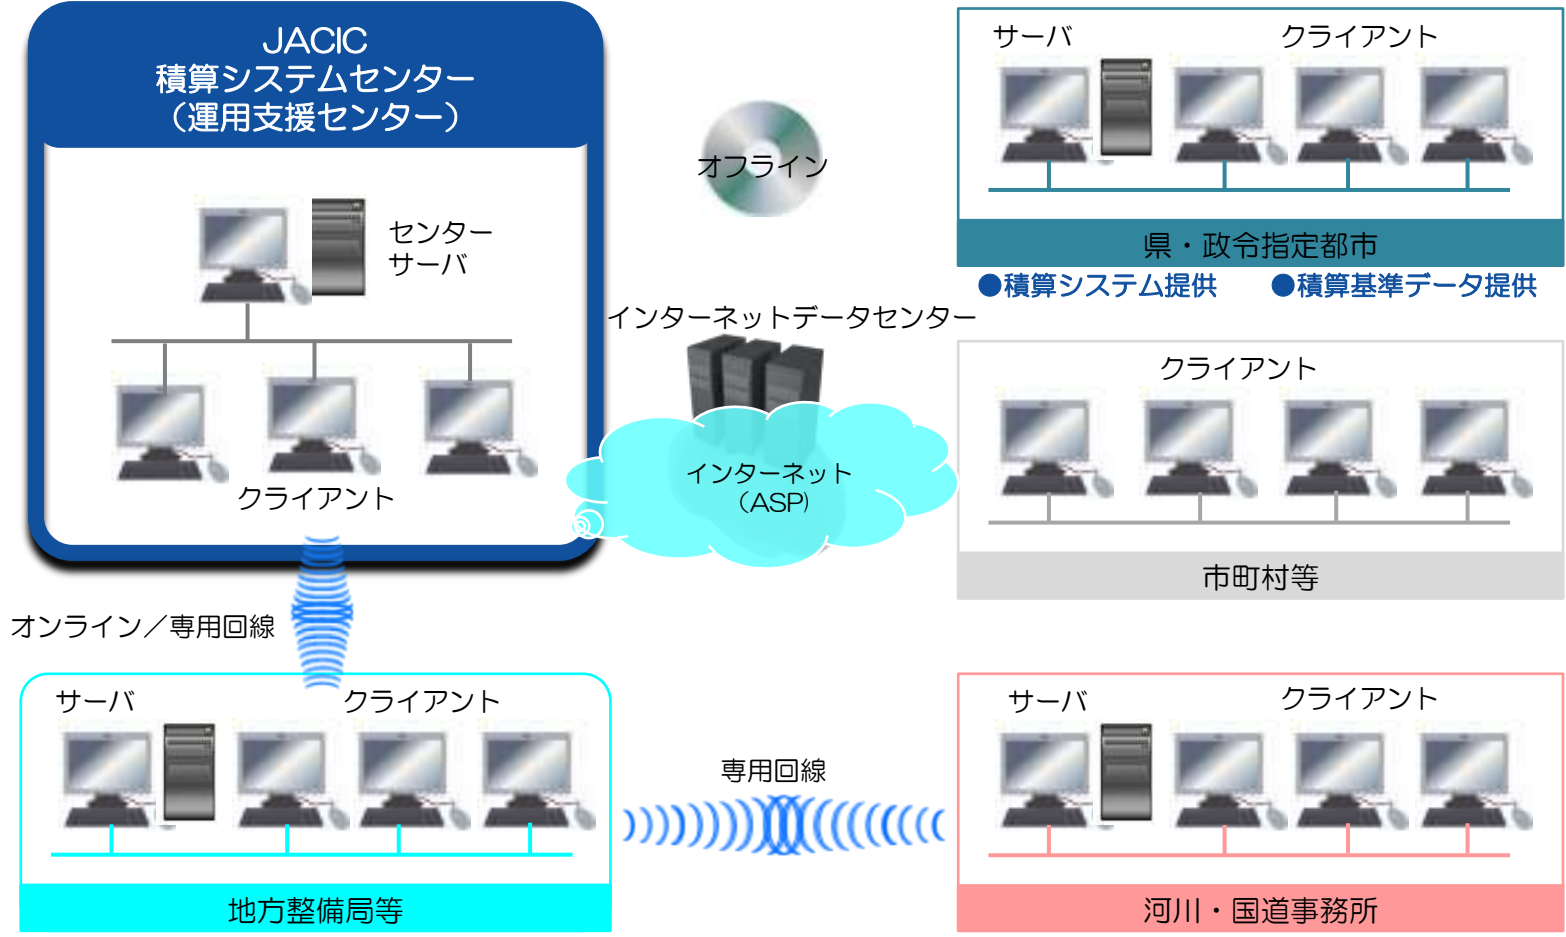 JACIC
積算システムセンター
（運用支援センター）
センター
サーバ
クライアント
オフライン
インターネットデータセンター
インターネット
（ASP)
サーバ
クライアント
県・政令指定都市
●積算システム提供
●積算基準データ提供
クライアント
市町村等
オンライン／専用回線
サーバ
クライアント
地方整備局等
専用回線
サーバ
クライアント
河川・国道事務所